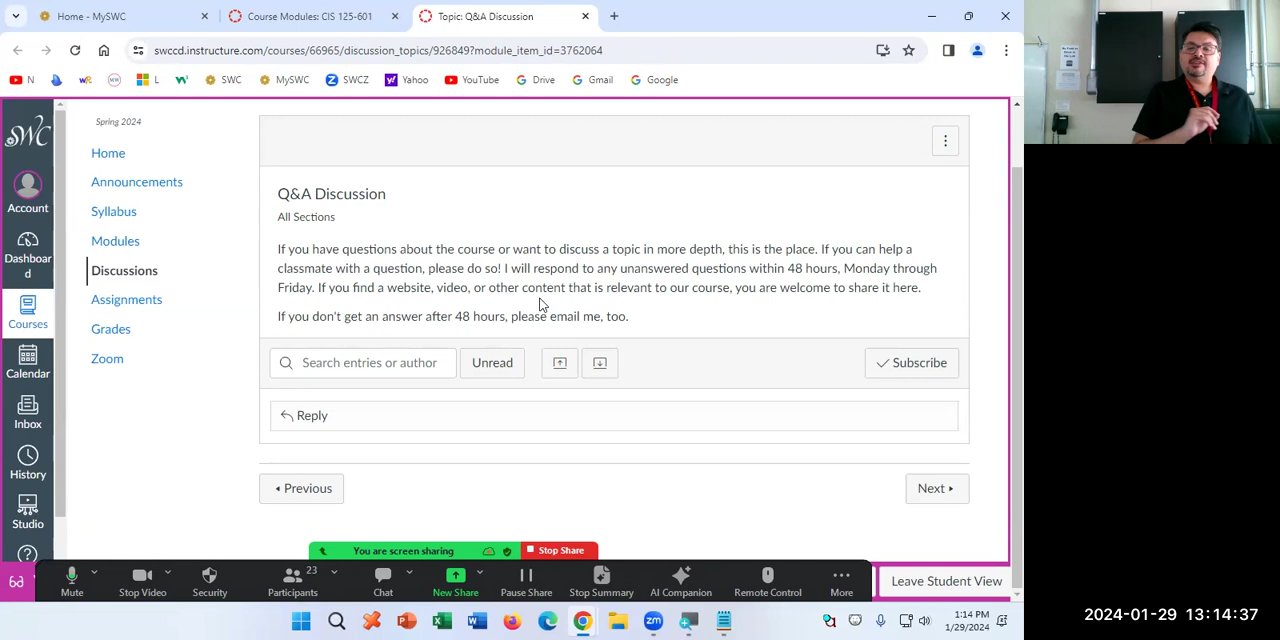 Home - MySWC
Course Modules: CIS 125-601
Topic: Q&A Discussion
swccd.instructure.com/courses/66965/discussion_topics/926849?module_item_id=3762064
N
L
SWC
MySWC
SWCZ
Yahoo
YouTube
Drive
Gmail
Google
SWC
Account
Dashboar
d
Courses
Calendar
Inbox
History
Studio
Spring 2024
Home
Announcements
Syllabus
Modules
Discussions
Assignments
Grades
Zoom
Q&A Discussion
All Sections
If you have questions about the course or want to discuss a topic in more depth, this is the place. If you can help a
classmate with a question, please do so! I will respond to any unanswered questions within 48 hours, Monday through
Friday. If you find a website, video, or other content that is relevant to our course, you are welcome to share it here.
If you don't get an answer after 48 hours, please email me, too.
Search entries or author
Unread
Subscribe
Reply
Previous
Next
You are screen sharing
Stop Share
Mute
Stop Video
Security
Participants
23
Chat
New Share
Pause Share
Stop Summary
AI Companion
Remote Control
More
Leave Student View
1:14 PM
1/29/2024
2024-01-29 13:14:37